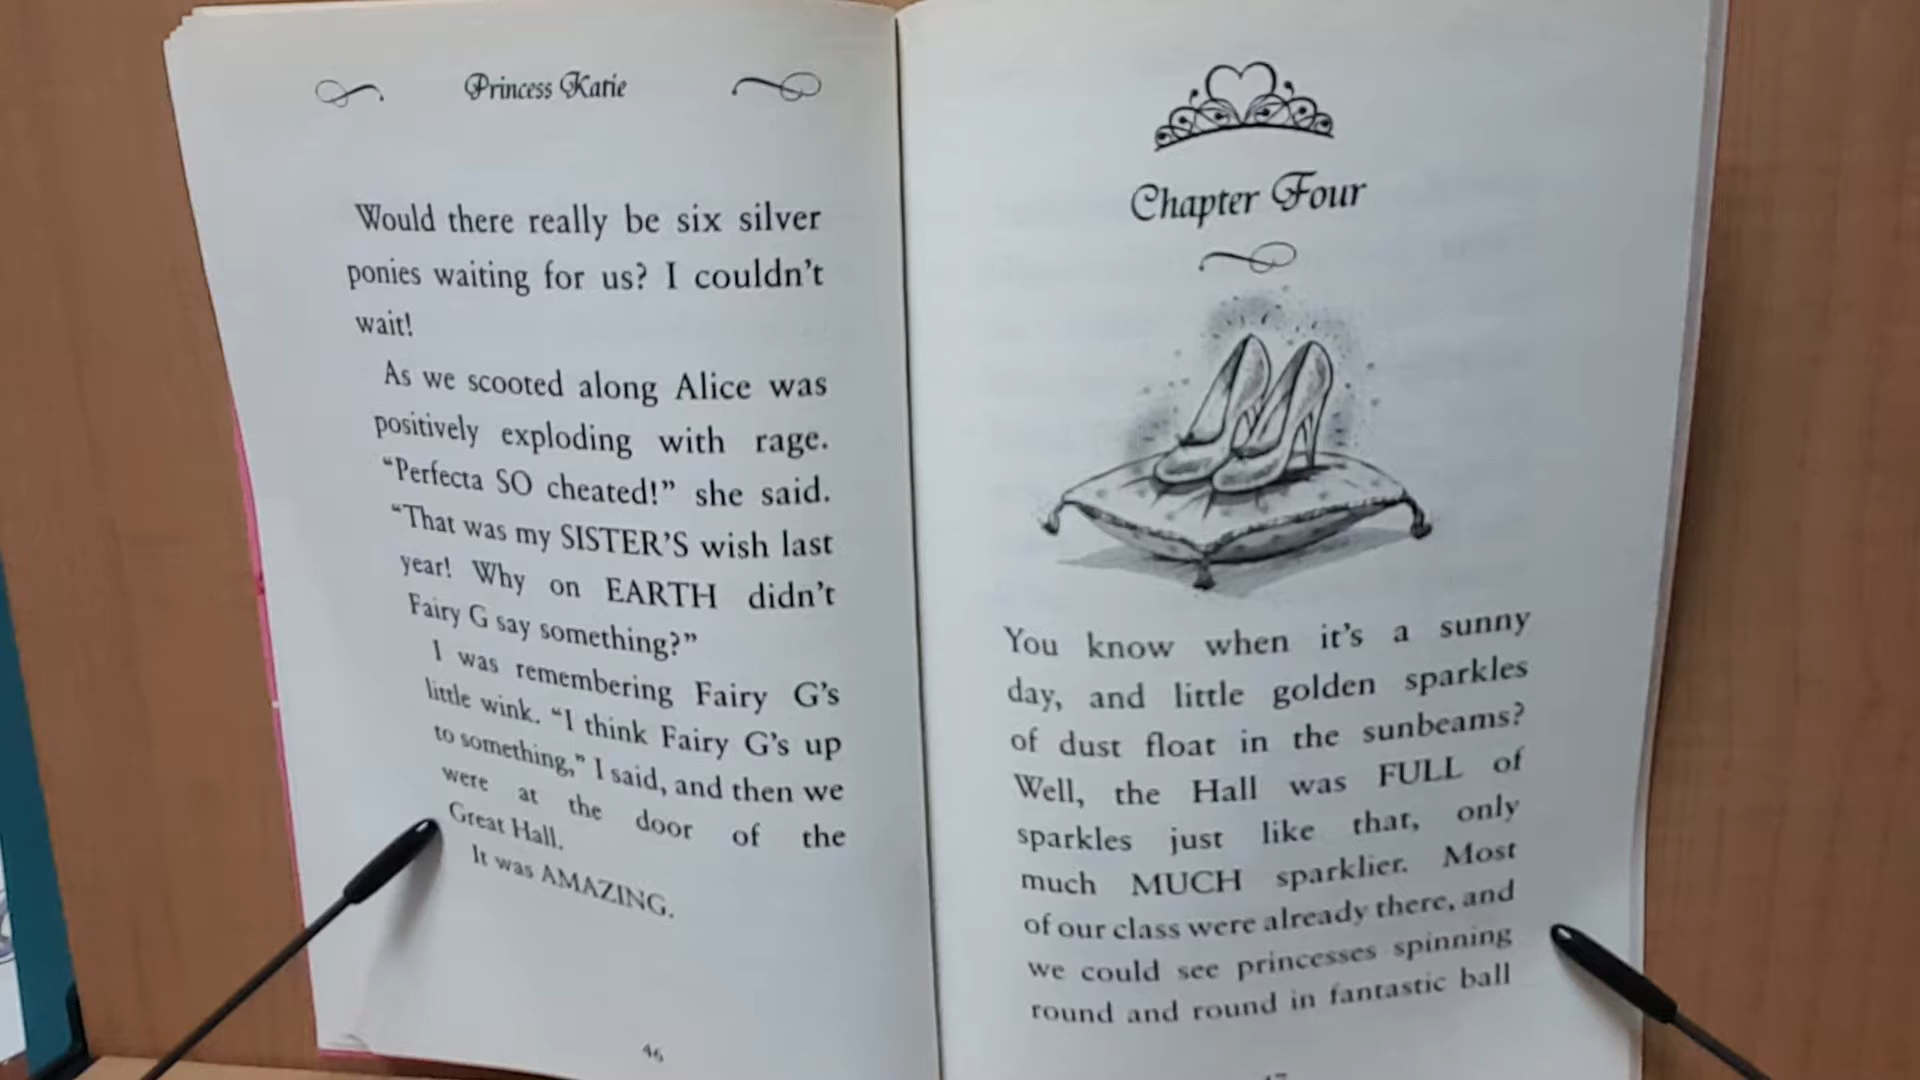 Princess Katie
Would there really be six silver
ponies waiting for us? I couldn't
wait!
As we scooted along Alice was
positively exploding with rage.
“Perfecta SO cheated!” she said.
“That was my SISTER'S wish last
year! Why on EARTH didn't
Fairy G say something?”
I was remembering Fairy G's
little wink. “I think Fairy G's up
to something,” I said, and then we
were at the door of the
Great Hall.
It was AMAZING.
46
Chapter Four
You know when it's a sunny
day, and little golden sparkles
of dust float in the sunbeams?
Well, the Hall was FULL of
sparkles just like that, only
much MUCH sparklier. Most
of our class were already there, and
we could see princesses spinning
round and round in fantastic ball